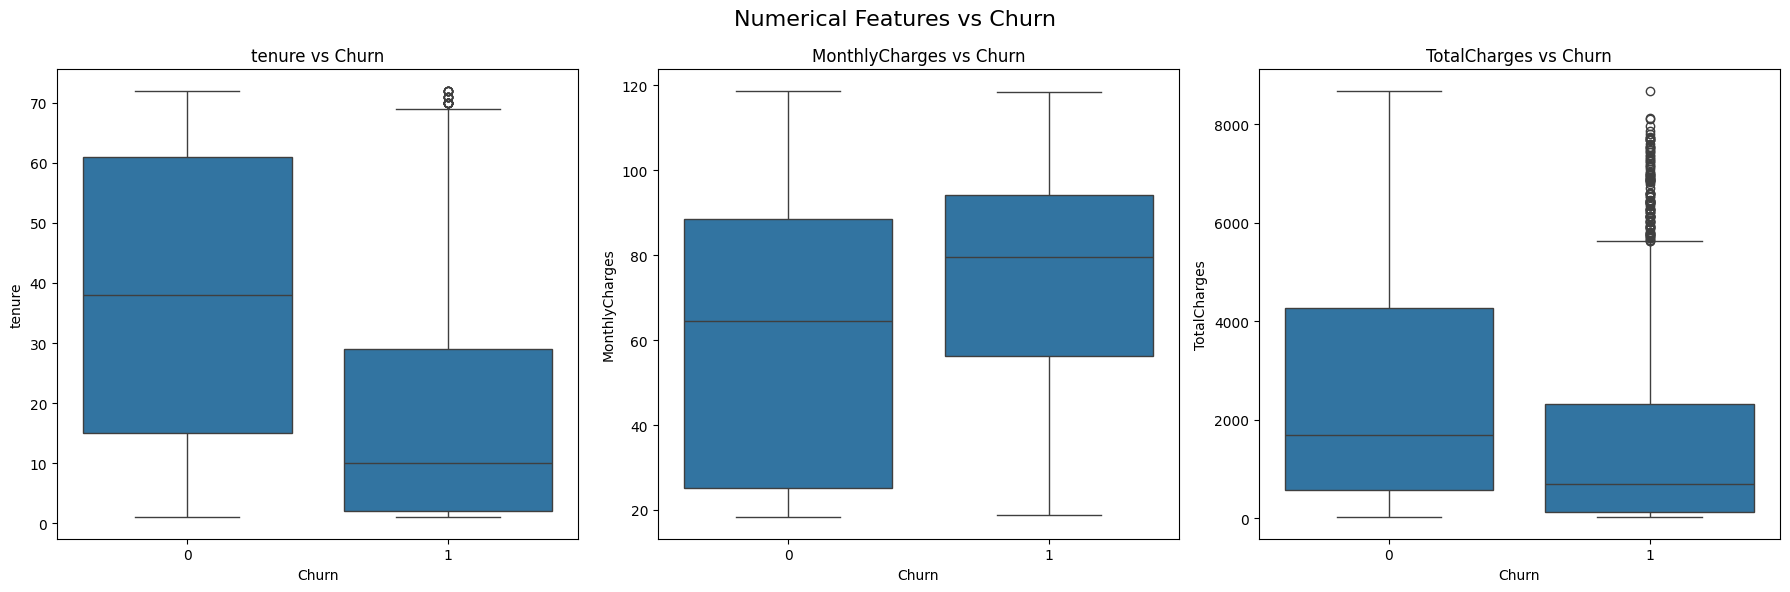 Numerical Features vs Churn
tenure vs Churn
70
60
50
40
30
20
10
0
tenure
0
1
Churn
MonthlyCharges vs Churn
120
100
80
60
40
20
MonthlyCharges
0
1
Churn
TotalCharges vs Churn
8000
6000
4000
2000
0
TotalCharges
0
1
Churn